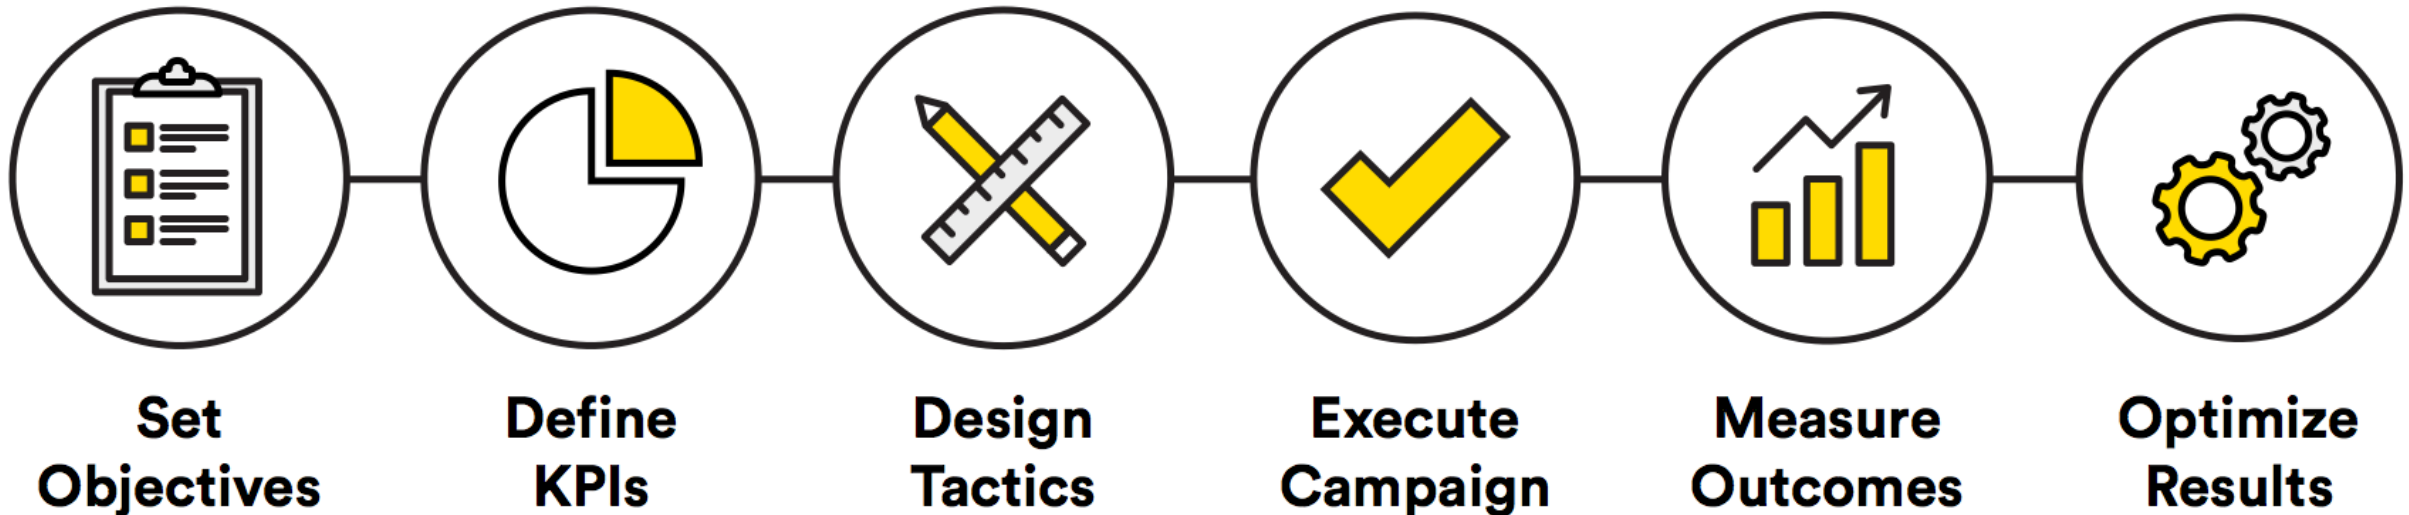 Set
Objectives
Define
KPIs
Design
Tactics
Execute
Campaign
Measure
Outcomes
Optimize
Results